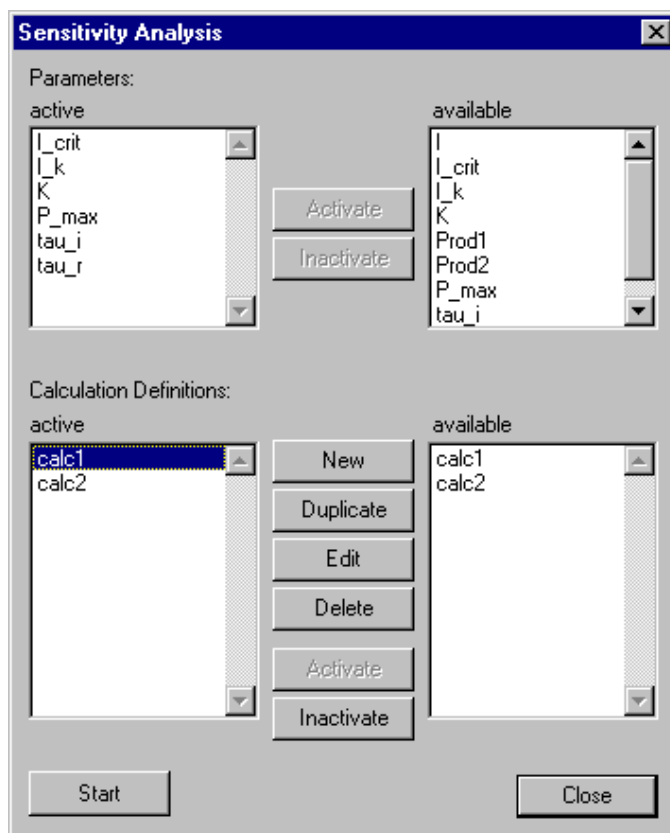 Sensitivity Analysis
Parameters:
active
I_crit
I_k
K
P_max
tau_i
tau_r
Activate
Inactivate
available
I
I_crit
I_k
K
Prod1
Prod2
P_max
tau_i
Calculation Definitions:
active
calc1
calc2
New
Duplicate
Edit
Delete
Activate
Inactivate
available
calc1
calc2
Start
Close